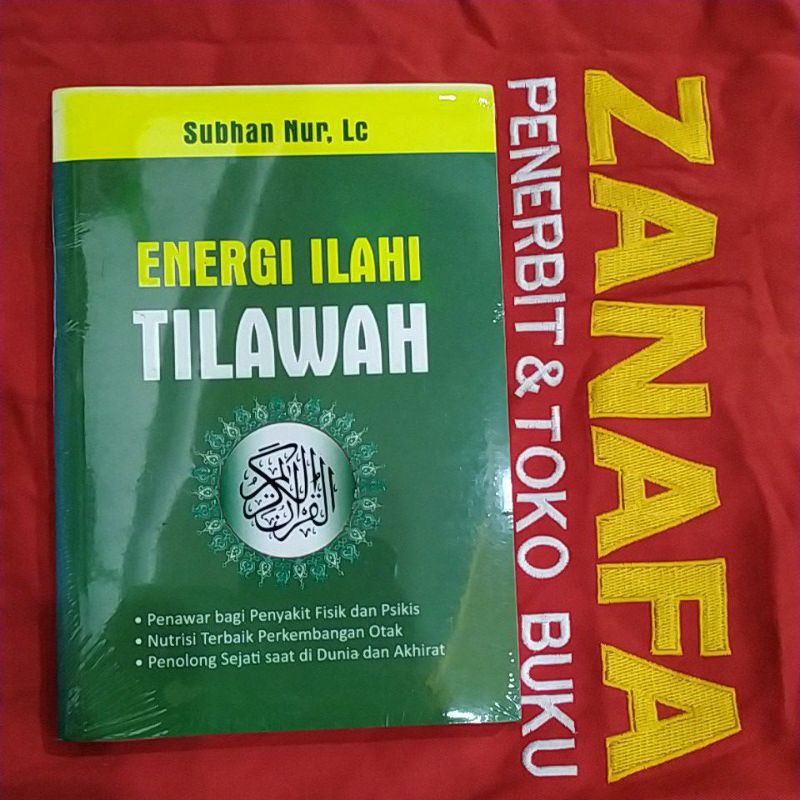 Subhan Nur, Lc
ENERGI ILAHI
TILAWAH
القرآن الكريم
• Penawar bagi Penyakit Fisik dan Psikis
• Nutrisi Terbaik Perkembangan Otak
• Penolong Sejati saat di Dunia dan Akhirat
ZANAFA
PENERBIT & TOKO BUKU